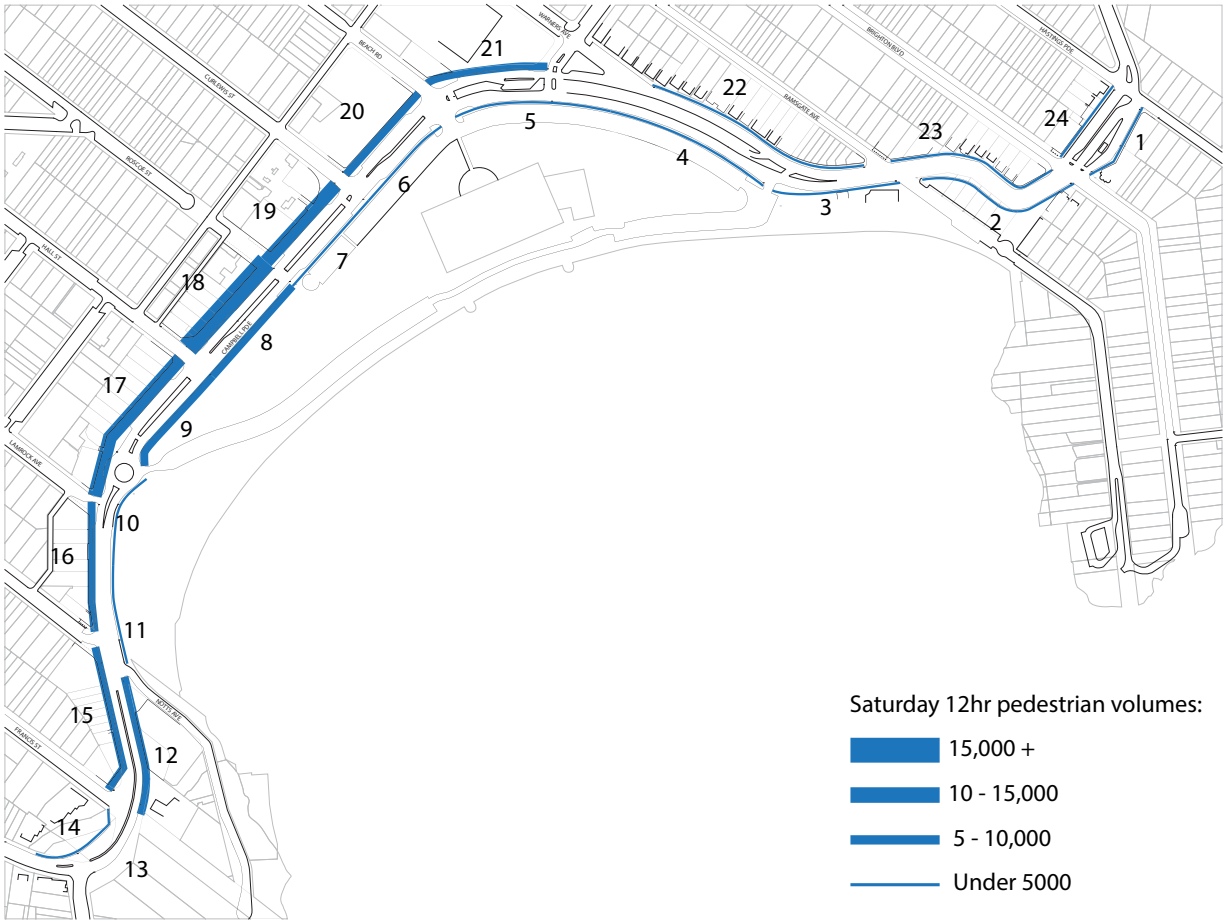 WARNERS AVE
HASTINGS PDE
BRIGHTON BLVD
BEACH RD
21
CURLEWIS ST
22
RAMSGATE AVE
20
24
23
1
5
4
ROSCOE ST
6
3
19
2
7
HALL ST
18
CAMPBELL PDE
8
17
9
LAMROCK AVE
10
16
11
NOTTS AVE
15
FRANCIS ST
12
14
13
Saturday 12hr pedestrian volumes:
15,000 +
10 - 15,000
5 - 10,000
Under 5000